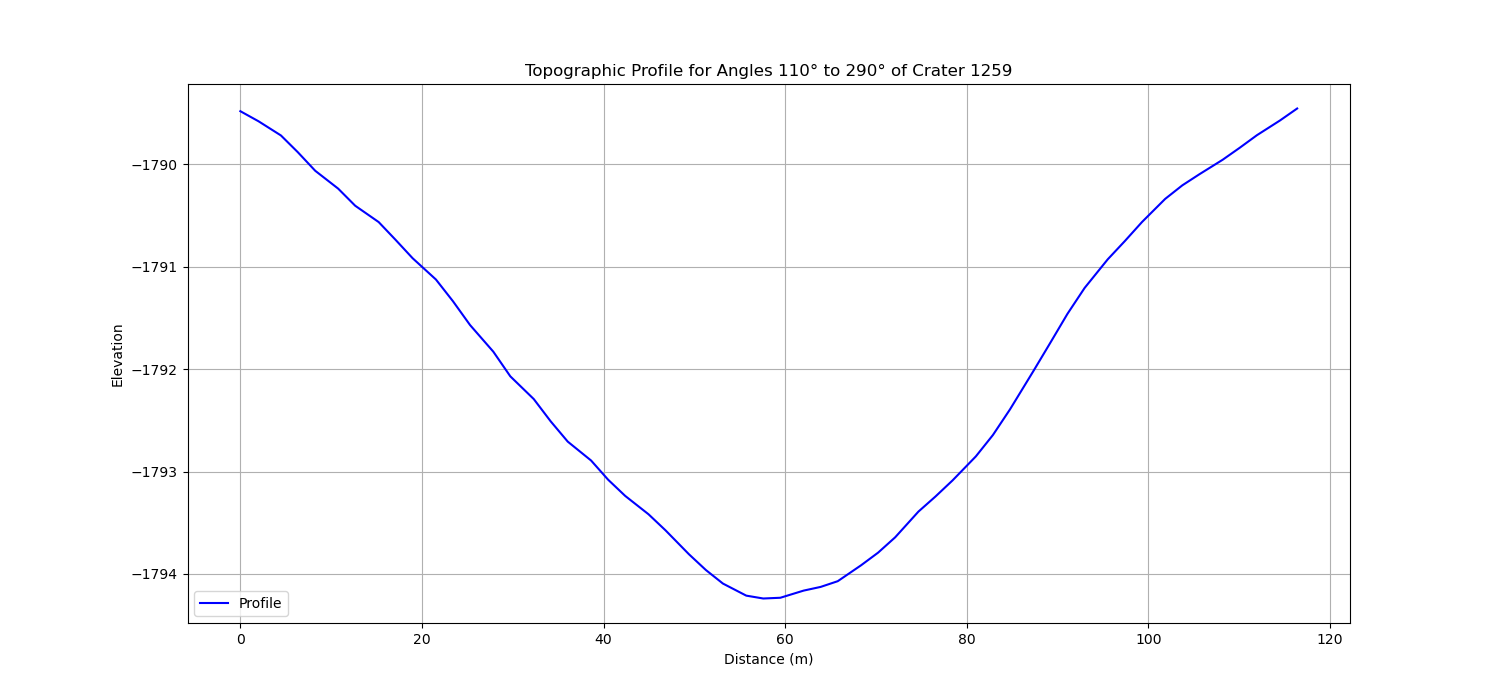 Topographic Profile for Angles 110° to 290° of Crater 1259
Elevation
−1790
−1791
−1792
−1793
−1794
Profile
0 20 40 60 80 100 120
Distance (m)